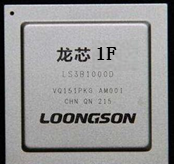 龙芯 1F
LS3B1000D
VQ151PKG AM001
CHN QN 215
LOONGSON